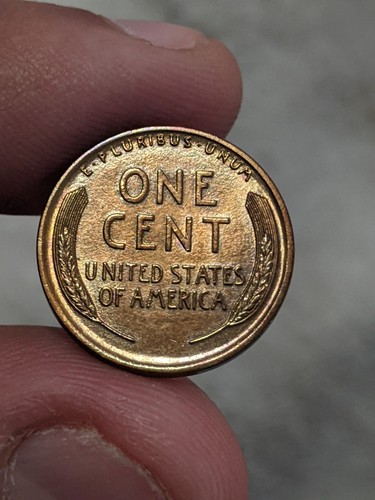 E·PLURIBUS·UNUM
ONE
CENT
UNITED STATES
OF AMERICA